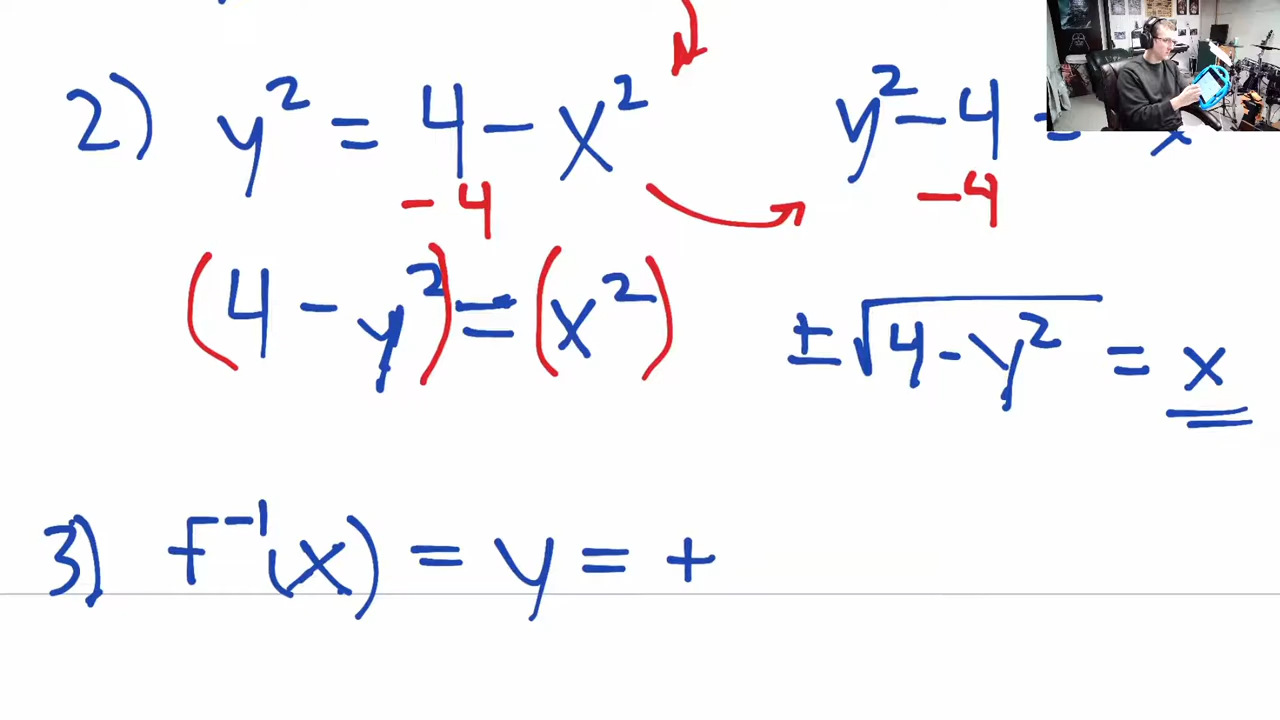 2) y² = 4 - x²
y² - 4 = x
- 4
- 4
(4 - y²) = (x²)
± √4 - y² = x
3) f⁻¹(x) = y = +